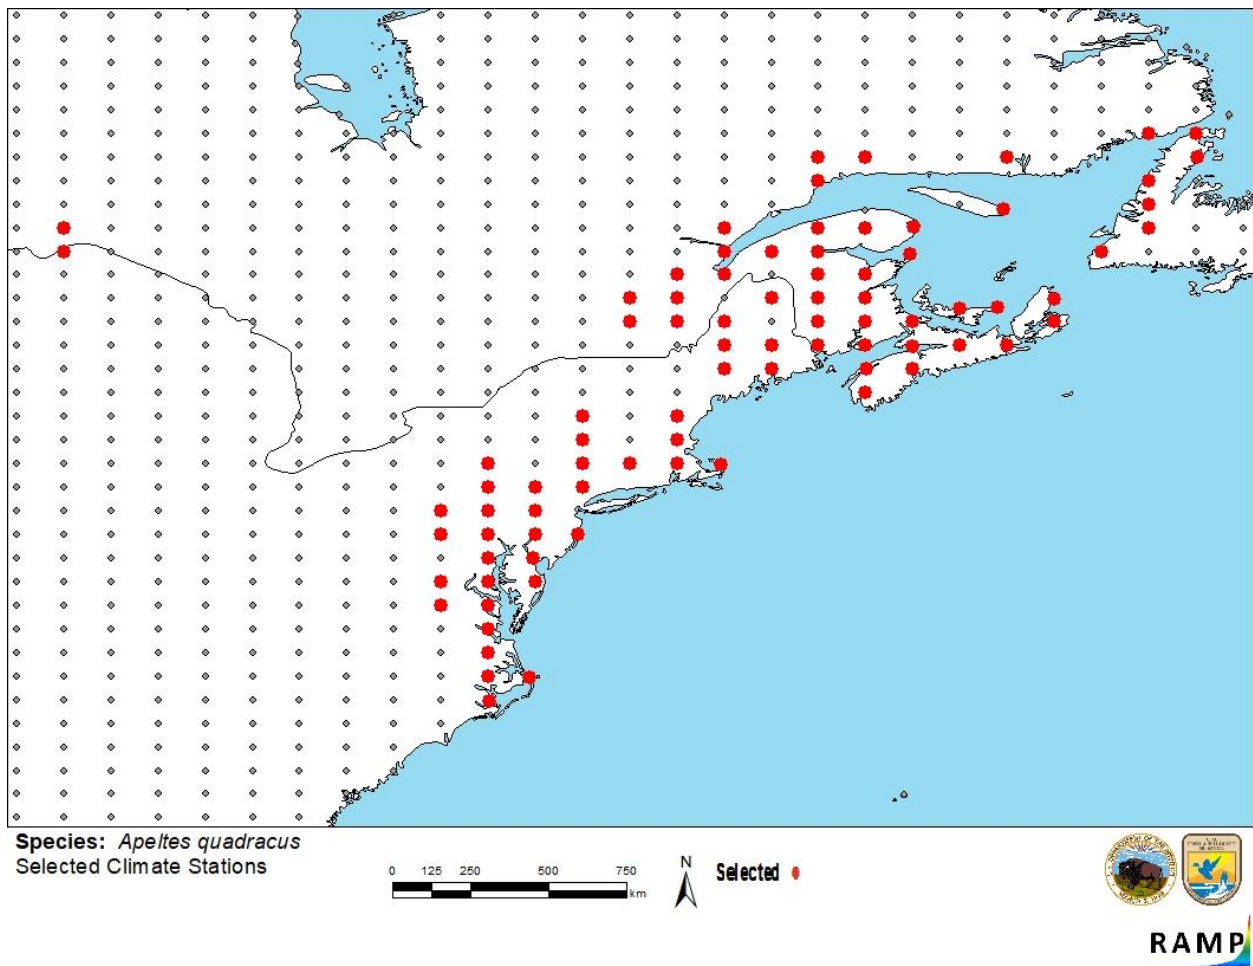 Species: Apeltes quadracus
Selected Climate Stations
0 125 250 500 750
km
N
Selected
RAMP